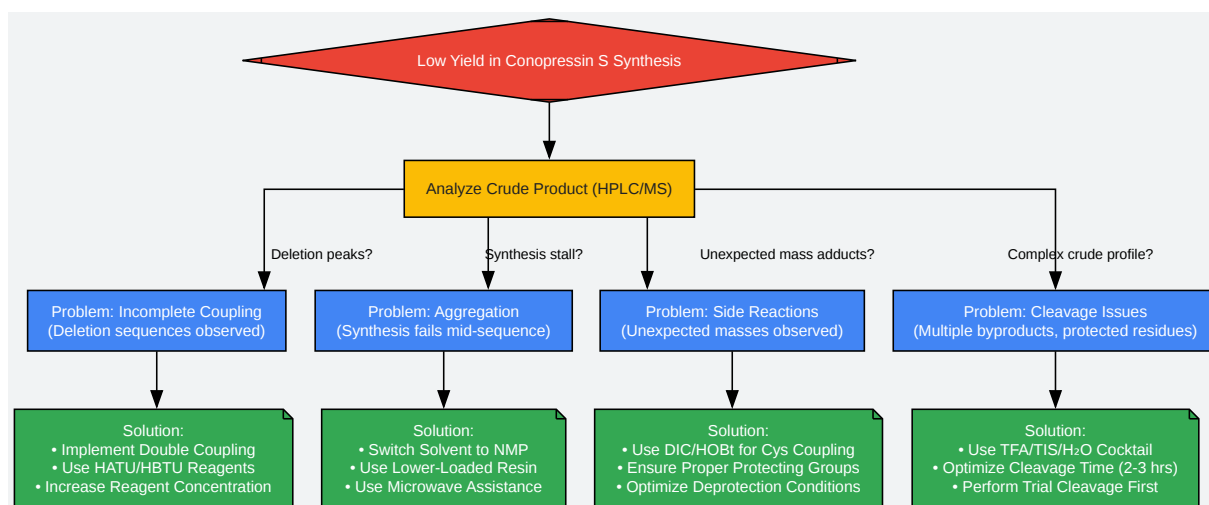 Low Yield in Conopressin S Synthesis
Analyze Crude Product (HPLC/MS)
Deletion peaks?
Synthesis stall?
Unexpected mass adducts?
Complex crude profile?
Problem: Incomplete Coupling
(Deletion sequences observed)
Problem: Aggregation
(Synthesis fails mid-sequence)
Problem: Side Reactions
(Unexpected masses observed)
Problem: Cleavage Issues
(Multiple byproducts, protected residues)
Solution:
• Implement Double Coupling
• Use HATU/HBTU Reagents
• Increase Reagent Concentration
Solution:
• Switch Solvent to NMP
• Use Lower-Loaded Resin
• Use Microwave Assistance
Solution:
• Use DIC/HOBt for Cys Coupling
• Ensure Proper Protecting Groups
• Optimize Deprotection Conditions
Solution:
• Use TFA/TIS/H₂O Cocktail
• Optimize Cleavage Time (2-3 hrs)
• Perform Trial Cleavage First